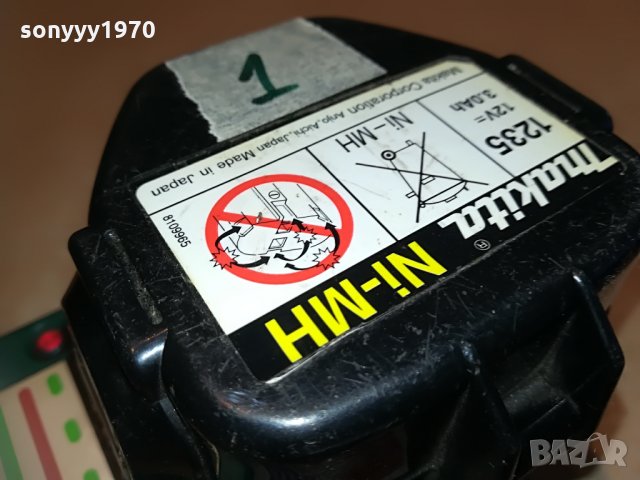 sonyyy1970
1
Makita Corporation Anjo, Aichi, Japan Made in Japan
12V⎓ 3.0Ah
1235
Ni-MH
makita®
Ni-MH
8109965
BAZAR